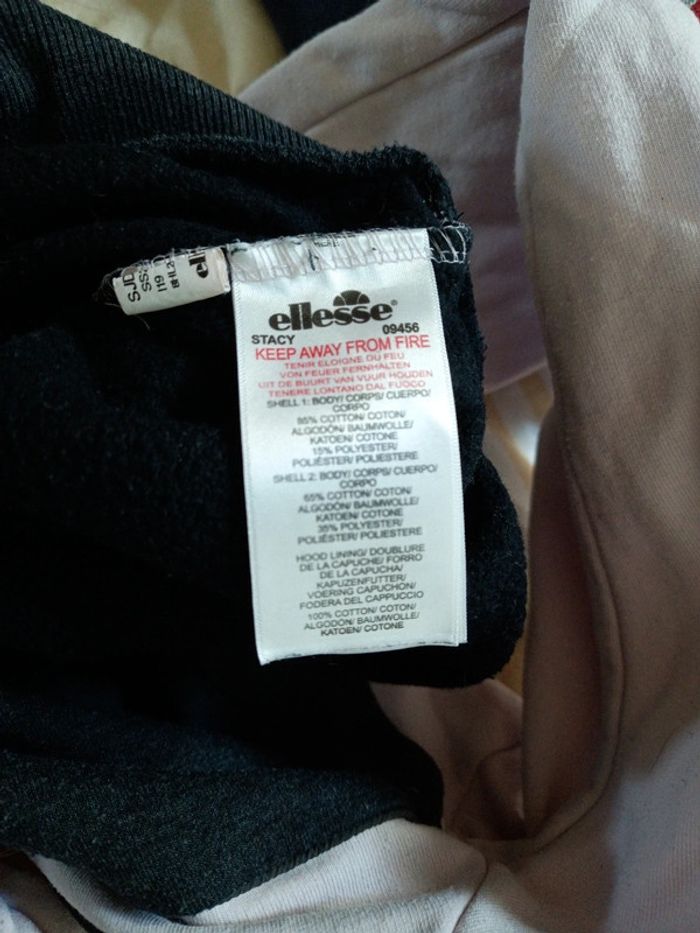 ellesse®
STACY 09456
KEEP AWAY FROM FIRE
TENIR ELOIGNE DU FEU
VON FEUER FERNHALTEN
UIT DE BUURT VAN VUUR HOUDEN
TENERE LONTANO DAL FUOCO
SHELL 1: BODY/ CORPS/ CUERPO/
CORPO
85% COTTON/ COTON/
ALGODÓN/ BAUMWOLLE/
KATOEN/ COTONE
15% POLYESTER/
POLIÉSTER/ POLIESTERE
SHELL 2: BODY/ CORPS/ CUERPO/
CORPO
65% COTTON/ COTON/
ALGODÓN/ BAUMWOLLE/
KATOEN/ COTONE
35% POLYESTER/
POLIÉSTER/ POLIESTERE
HOOD LINING/ DOUBLURE
DE LA CAPUCHE/ FORRO
DE LA CAPUCHA/
KAPUZENFUTTER/
VOERING CAPUCHON/
FODERA DEL CAPPUCCIO
100% COTTON/ COTON/
ALGODÓN/ BAUMWOLLE/
KATOEN/ COTONE